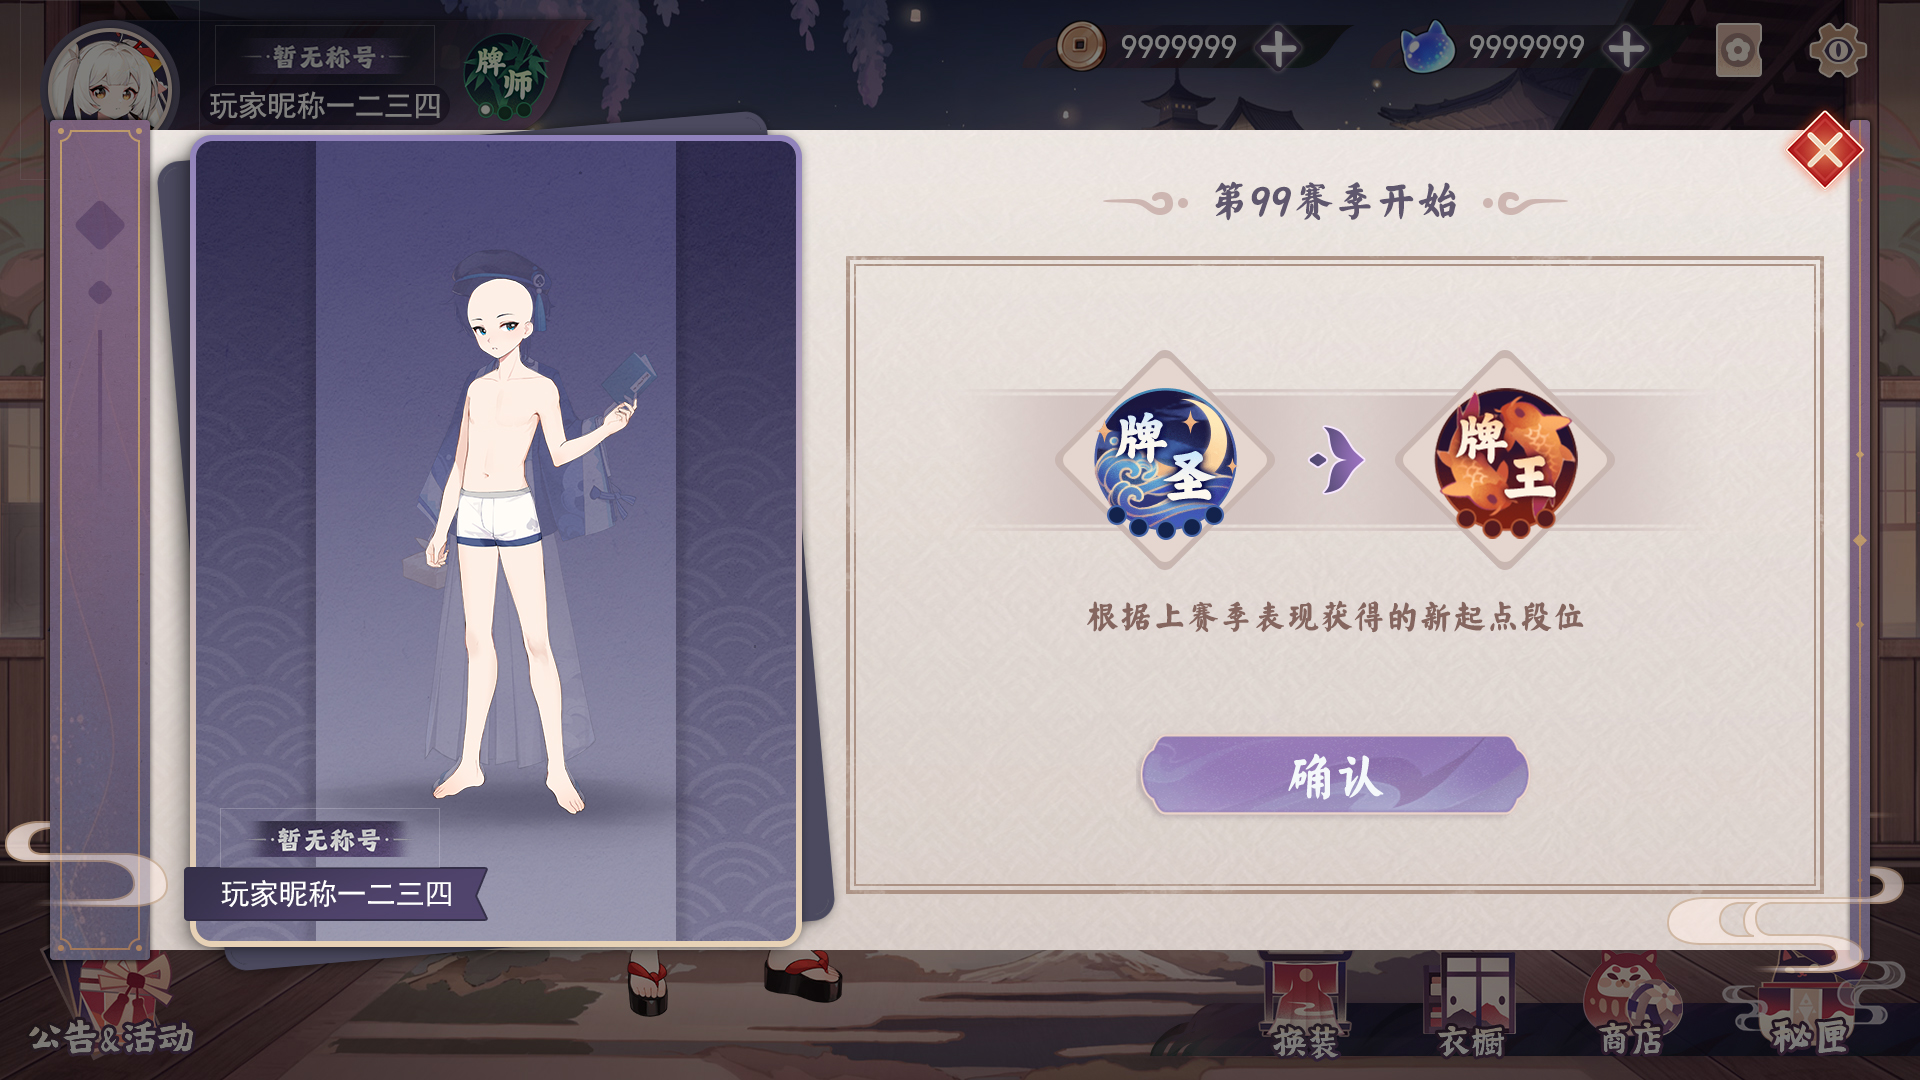 暂无称号
玩家昵称一二三四
牌师
9999999
9999999
第99赛季开始
牌圣
牌王
根据上赛季表现获得的新起点段位
确认
暂无称号
玩家昵称一二三四
公告&活动
换装
衣橱
商店
秘匣